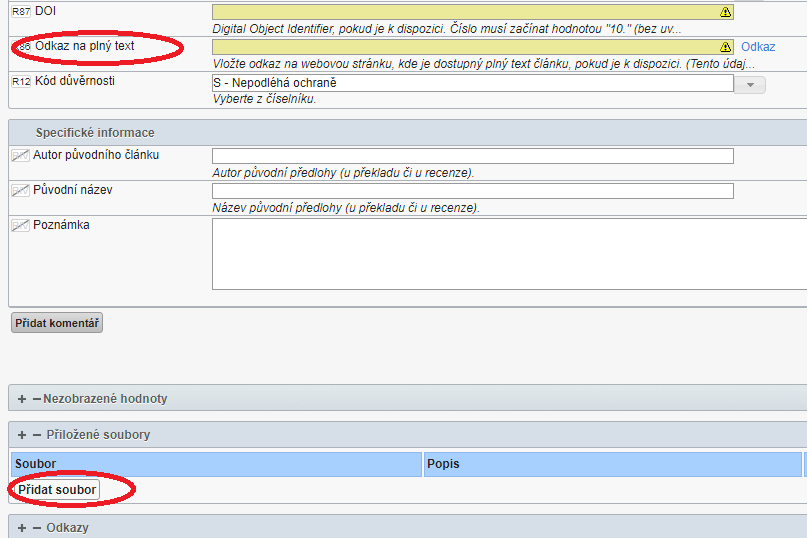 R87 DOI
Digital Object Identifier, pokud je k dispozici. Číslo musí začínat hodnotou "10." (bez uv...
R86 Odkaz na plný text Odkaz
Vložte odkaz na webovou stránku, kde je dostupný plný text článku, pokud je k dispozici. (Tento údaj...
R12 Kód důvěrnosti S - Nepodléhá ochraně
Vyberte z číselníku.
Specifické informace
Autor původního článku
Autor původní předlohy (u překladu či u recenze).
Původní název
Název původní předlohy (u překladu či u recenze).
Poznámka
Přidat komentář
+ – Nezobrazené hodnoty
+ – Přiložené soubory
Soubor Popis
Přidat soubor
+ – Odkazy